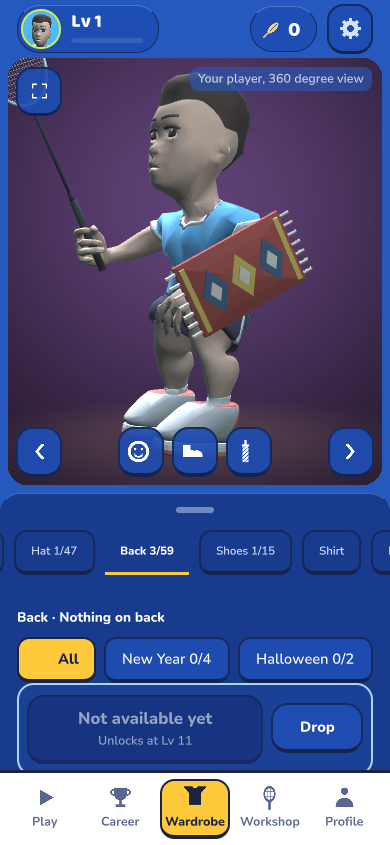 Lv 1
0
Your player, 360 degree view
Hat 1/47
Back 3/59
Shoes 1/15
Shirt
Back · Nothing on back
All
New Year 0/4
Halloween 0/2
Not available yet
Unlocks at Lv 11
Drop
Play
Career
Wardrobe
Workshop
Profile